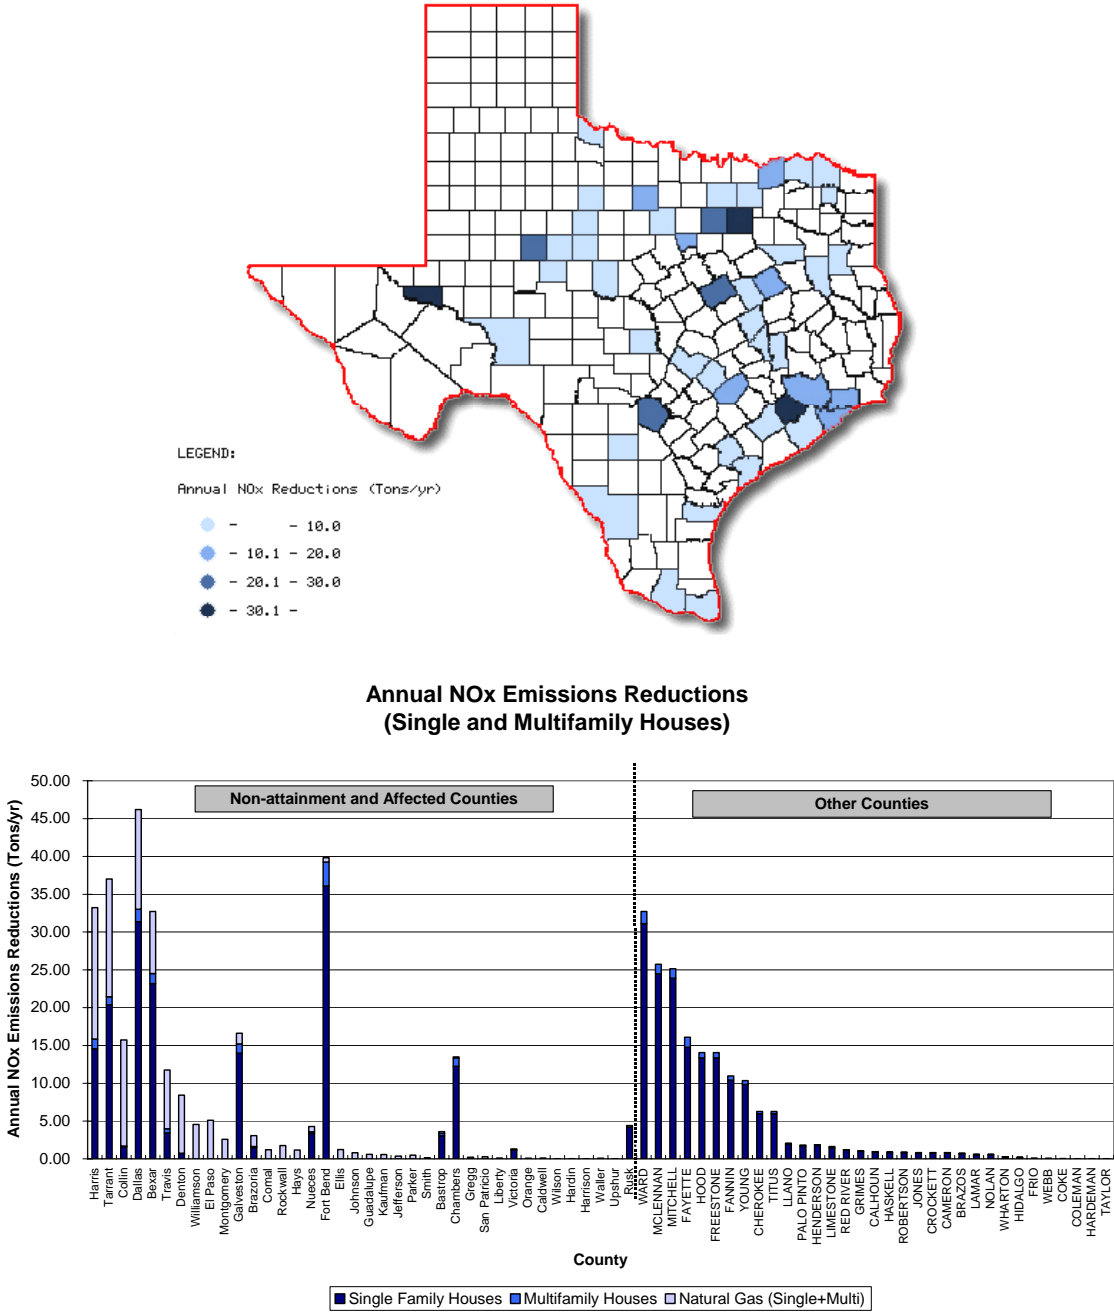 LEGEND:
Annual NOx Reductions (Tons/yr)
- - 10.0
- 10.1 - 20.0
- 20.1 - 30.0
- 30.1 -
Annual NOx Emissions Reductions
(Single and Multifamily Houses)
Annual NOx Emissions Reductions (Tons/yr)
50.00
45.00
40.00
35.00
30.00
25.00
20.00
15.00
10.00
5.00
0.00
Non-attainment and Affected Counties
Other Counties
Harris
Tarrant
Collin
Dallas
Bexar
Travis
Denton
Williamson
El Paso
Montgomery
Galveston
Brazoria
Comal
Rockwall
Hays
Nueces
Fort Bend
Ellis
Johnson
Guadalupe
Kaufman
Jefferson
Parker
Smith
Bastrop
Chambers
Gregg
San Patricio
Liberty
Victoria
Orange
Caldwell
Wilson
Hardin
Harrison
Waller
Upshur
Rusk
WARD
MCLENNAN
MITCHELL
FAYETTE
HOOD
FREESTONE
FANNIN
YOUNG
CHEROKEE
TITUS
LLANO
PALO PINTO
HENDERSON
LIMESTONE
RED RIVER
GRIMES
CALHOUN
HASKELL
ROBERTSON
JONES
CROCKETT
CAMERON
BRAZOS
LAMAR
NOLAN
WHARTON
HIDALGO
FRIO
WEBB
COKE
COLEMAN
HARDEMAN
TAYLOR
County
Single Family Houses
Multifamily Houses
Natural Gas (Single+Multi)